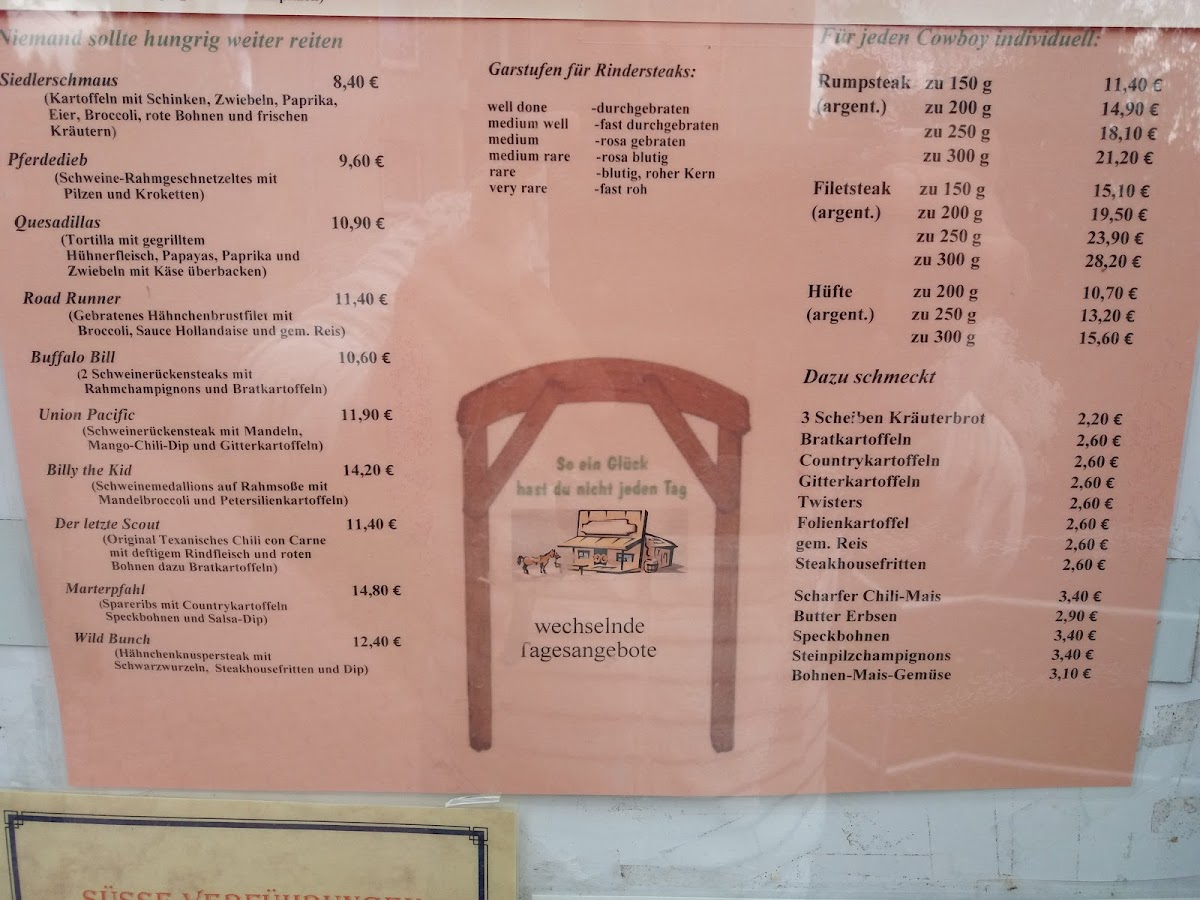 Niemand sollte hungrig weiter reiten
Siedlerschmaus 8,40 €
(Kartoffeln mit Schinken, Zwiebeln, Paprika,
Eier, Broccoli, rote Bohnen und frischen
Kräutern)
Pferdedieb 9,60 €
(Schweine-Rahmgeschnetzeltes mit
Pilzen und Kroketten)
Quesadillas 10,90 €
(Tortilla mit gegrilltem
Hühnerfleisch, Papayas, Paprika und
Zwiebeln mit Käse überbacken)
Road Runner 11,40 €
(Gebratenes Hähnchenbrustfilet mit
Broccoli, Sauce Hollandaise und gem. Reis)
Buffalo Bill 10,60 €
(2 Schweinerückensteaks mit
Rahmchampignons und Bratkartoffeln)
Union Pacific 11,90 €
(Schweinerückensteak mit Mandeln,
Mango-Chili-Dip und Gitterkartoffeln)
Billy the Kid 14,20 €
(Schweinemedallions auf Rahmsoße mit
Mandelbroccoli und Petersilienkartoffeln)
Der letzte Scout 11,40 €
(Original Texanisches Chili con Carne
mit deftigem Rindfleisch und roten
Bohnen dazu Bratkartoffeln)
Marterpfahl 14,80 €
(Spareribs mit Countrykartoffeln
Speckbohnen und Salsa-Dip)
Wild Bunch 12,40 €
(Hähnchenknuspersteak mit
Schwarzwurzeln, Steakhousefritten und Dip)
Garstufen für Rindersteaks:
well done -durchgebraten
medium well -fast durchgebraten
medium -rosa gebraten
medium rare -rosa blutig
rare -blutig, roher Kern
very rare -fast roh
So ein Glück
hast du nicht jeden Tag
wechselnde
Tagesangebote
Für jeden Cowboy individuell:
Rumpsteak zu 150 g 11,40 €
(argent.) zu 200 g 14,90 €
zu 250 g 18,10 €
zu 300 g 21,20 €
Filetsteak zu 150 g 15,10 €
(argent.) zu 200 g 19,50 €
zu 250 g 23,90 €
zu 300 g 28,20 €
Hüfte zu 200 g 10,70 €
(argent.) zu 250 g 13,20 €
zu 300 g 15,60 €
Dazu schmeckt
3 Scheiben Kräuterbrot 2,20 €
Bratkartoffeln 2,60 €
Countrykartoffeln 2,60 €
Gitterkartoffeln 2,60 €
Twisters 2,60 €
Folienkartoffel 2,60 €
gem. Reis 2,60 €
Steakhousefritten 2,60 €
Scharfer Chili-Mais 3,40 €
Butter Erbsen 2,90 €
Speckbohnen 3,40 €
Steinpilzchampignons 3,40 €
Bohnen-Mais-Gemüse 3,10 €
SÜSSE VERFÜHRUNGEN